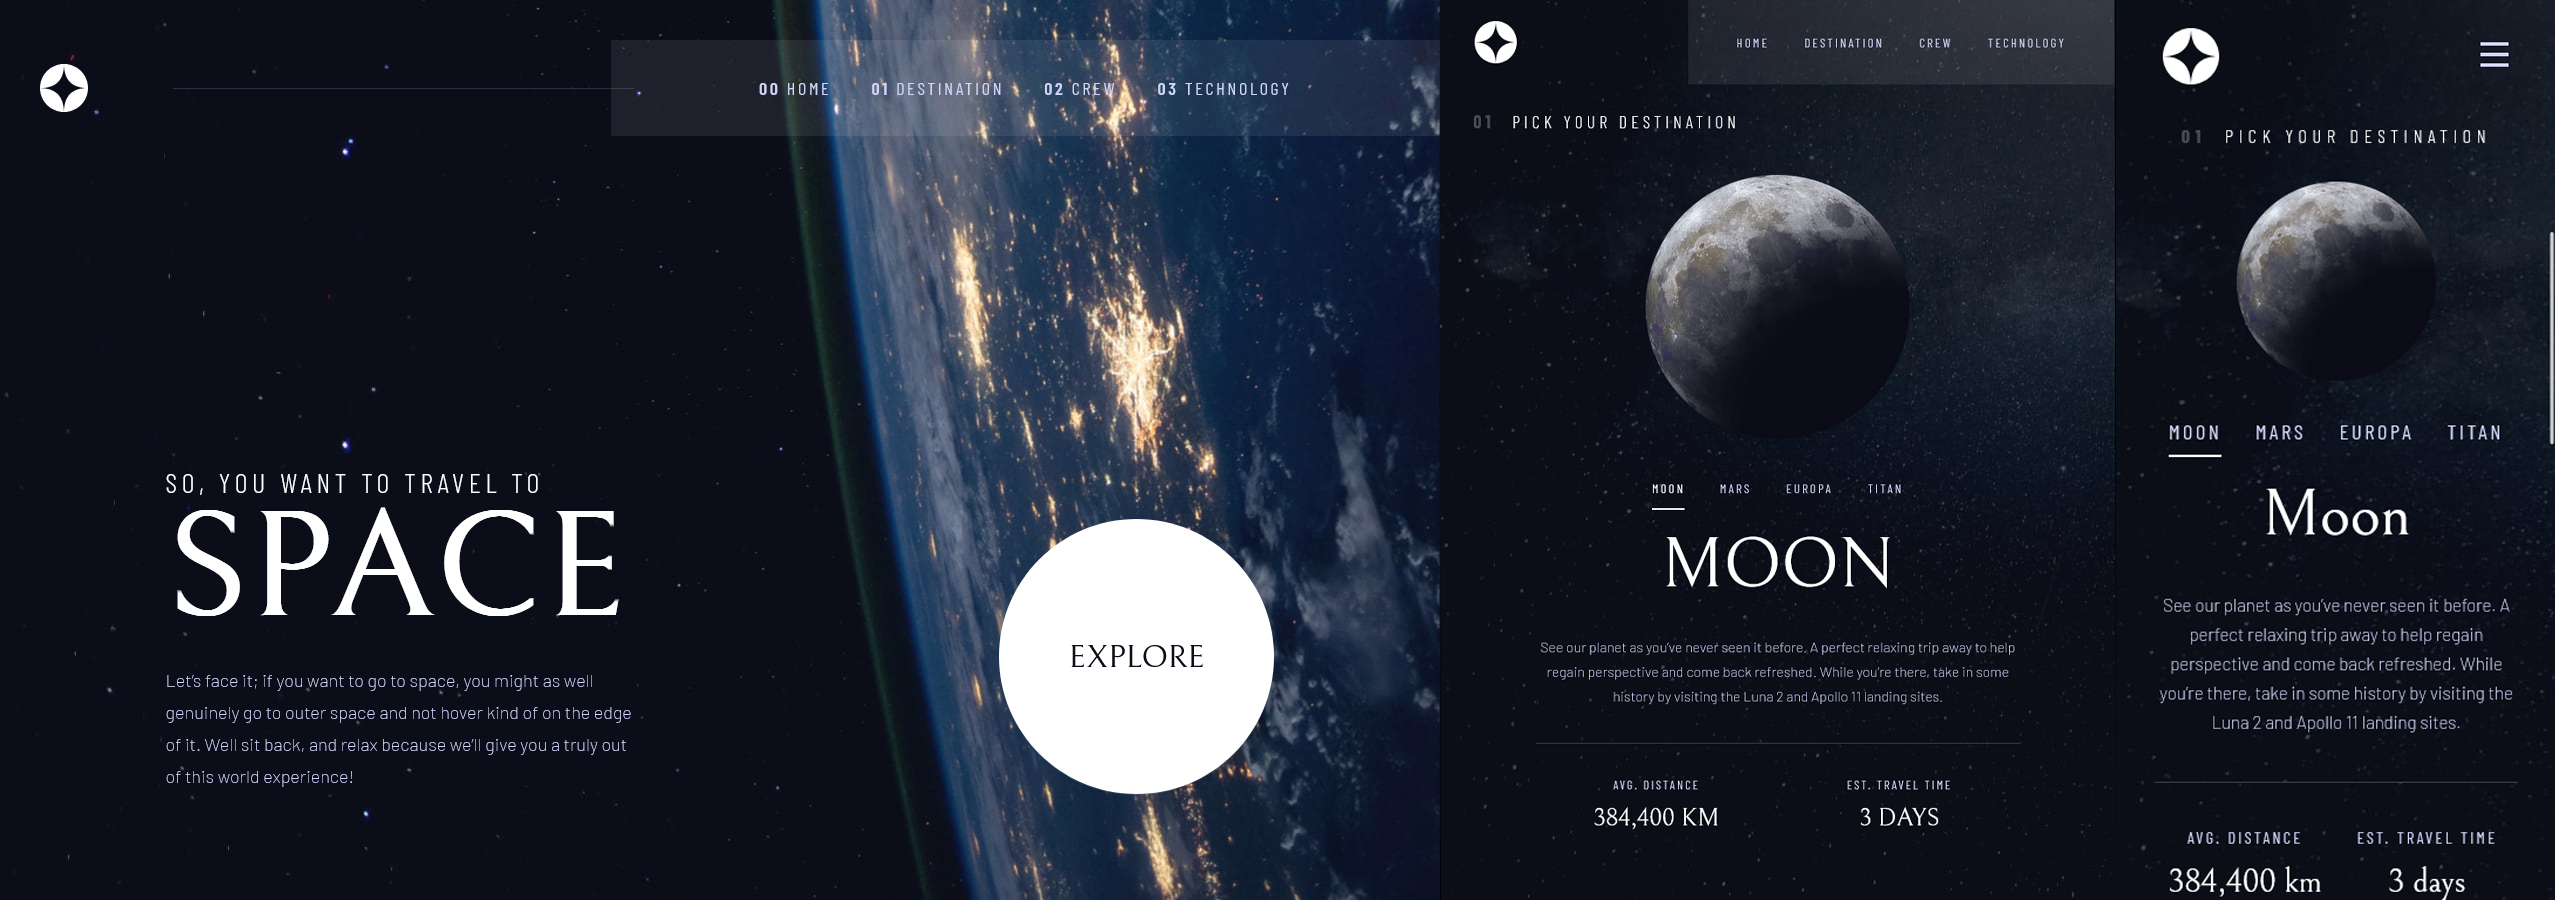 00 HOME 01 DESTINATION 02 CREW 03 TECHNOLOGY
SO, YOU WANT TO TRAVEL TO
SPACE
Let's face it; if you want to go to space, you might as well
genuinely go to outer space and not hover kind of on the edge
of it. Well sit back, and relax because we'll give you a truly out
of this world experience!
EXPLORE
HOME DESTINATION CREW TECHNOLOGY
01 PICK YOUR DESTINATION
MOON MARS EUROPA TITAN
MOON
See our planet as you've never seen it before. A perfect relaxing trip away to help
regain perspective and come back refreshed. While you're there, take in some
history by visiting the Luna 2 and Apollo 11 landing sites.
AVG. DISTANCE
384,400 KM
EST. TRAVEL TIME
3 DAYS
01 PICK YOUR DESTINATION
MOON MARS EUROPA TITAN
Moon
See our planet as you've never seen it before. A
perfect relaxing trip away to help regain
perspective and come back refreshed. While
you're there, take in some history by visiting the
Luna 2 and Apollo 11 landing sites.
AVG. DISTANCE
384,400 km
EST. TRAVEL TIME
3 days